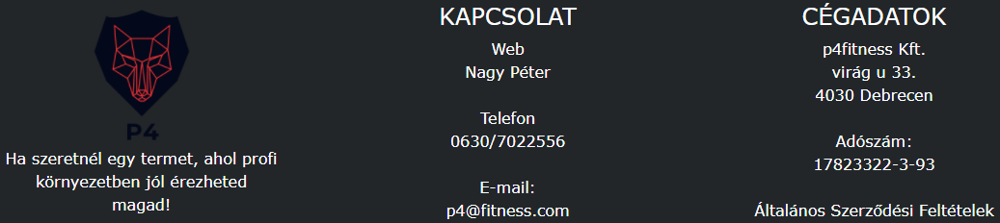 P4
Ha szeretnél egy termet, ahol profi
környezetben jól érezheted
magad!
KAPCSOLAT
Web
Nagy Péter
Telefon
0630/7022556
E-mail:
p4@fitness.com
CÉGADATOK
p4fitness Kft.
virág u 33.
4030 Debrecen
Adószám:
17823322-3-93
Általános Szerződési Feltételek